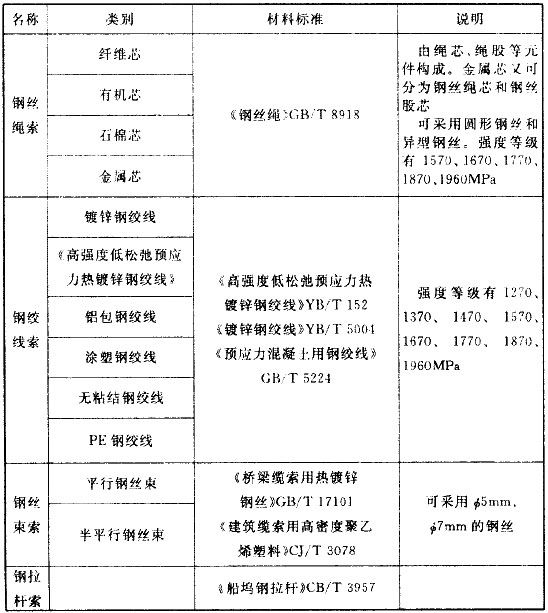 名称 类别 材料标准 说明
钢丝
绳索
纤维芯
有机芯
石棉芯
金属芯
《钢丝绳》GB/T 8918
由绳芯、绳股等元
件构成。金属芯又可
分为钢丝绳芯和钢丝
股芯
可采用圆形钢丝和
异型钢丝。强度等级
有 1570、1670、1770、
1870、1960MPa
钢绞
线索
镀锌钢绞线
《高强度低松弛预应
力热镀锌钢绞线》
铝包钢绞线
涂塑钢绞线
无粘结钢绞线
PE 钢绞线
《高强度低松弛预应力热
镀锌钢绞线》YB/T 152
《镀锌钢绞线》YB/T 5004
《预应力混凝土用钢绞线》
GB/T 5224
强度等级有 1270、
1370、 1470、 1570、
1670、 1770、 1870、
1960MPa
钢丝
束索
平行钢丝束
半平行钢丝束
《桥梁缆索用热镀锌
钢丝》GB/T 17101
《建筑缆索用高密度聚乙
烯塑料》CJ/T 3078
可采用 ϕ5mm、
ϕ7mm 的钢丝
钢拉
杆索
《船坞钢拉杆》CB/T 3957